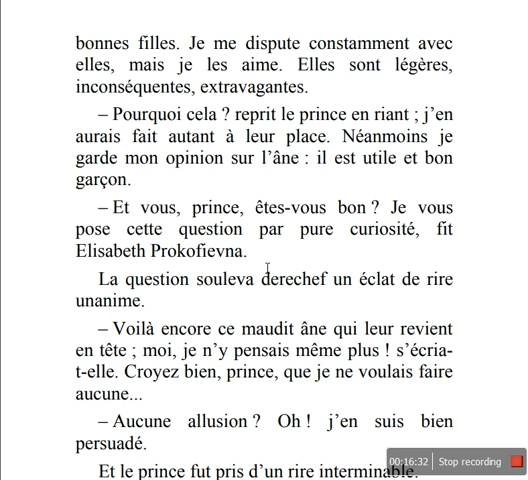 bonnes filles. Je me dispute constamment avec
elles, mais je les aime. Elles sont légères,
inconséquentes, extravagantes.
– Pourquoi cela ? reprit le prince en riant ; j’en
aurais fait autant à leur place. Néanmoins je
garde mon opinion sur l’âne : il est utile et bon
garçon.
– Et vous, prince, êtes-vous bon ? Je vous
pose cette question par pure curiosité, fit
Elisabeth Prokofievna.
La question souleva derechef un éclat de rire
unanime.
– Voilà encore ce maudit âne qui leur revient
en tête ; moi, je n’y pensais même plus ! s’écria-
t-elle. Croyez bien, prince, que je ne voulais faire
aucune...
– Aucune allusion ? Oh ! j’en suis bien
persuadé.
Et le prince fut pris d’un rire interminable.
00:16:32 Stop recording